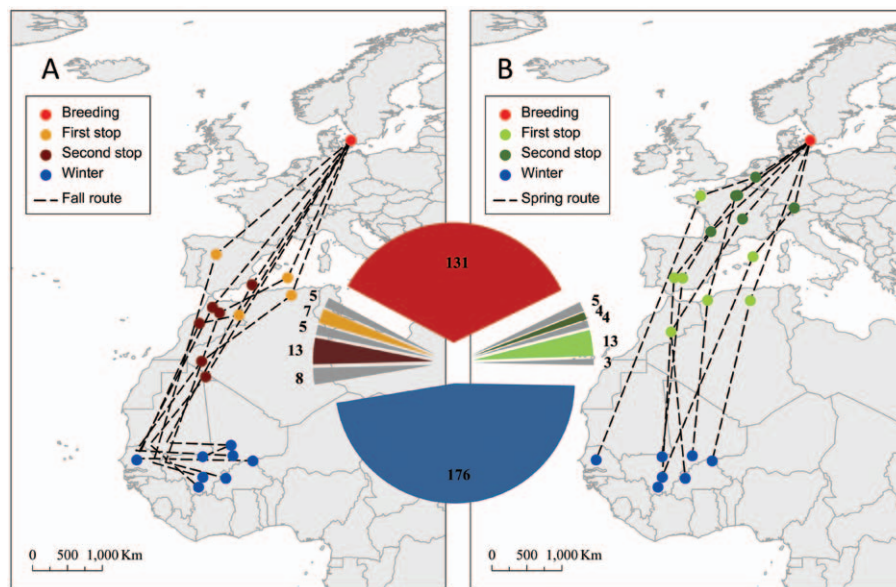 A
Breeding
First stop
Second stop
Winter
Fall route
0 500 1,000 Km
B
Breeding
First stop
Second stop
Winter
Spring route
0 500 1,000 Km
131
5
7
5
13
8
5
4
4
13
3
176